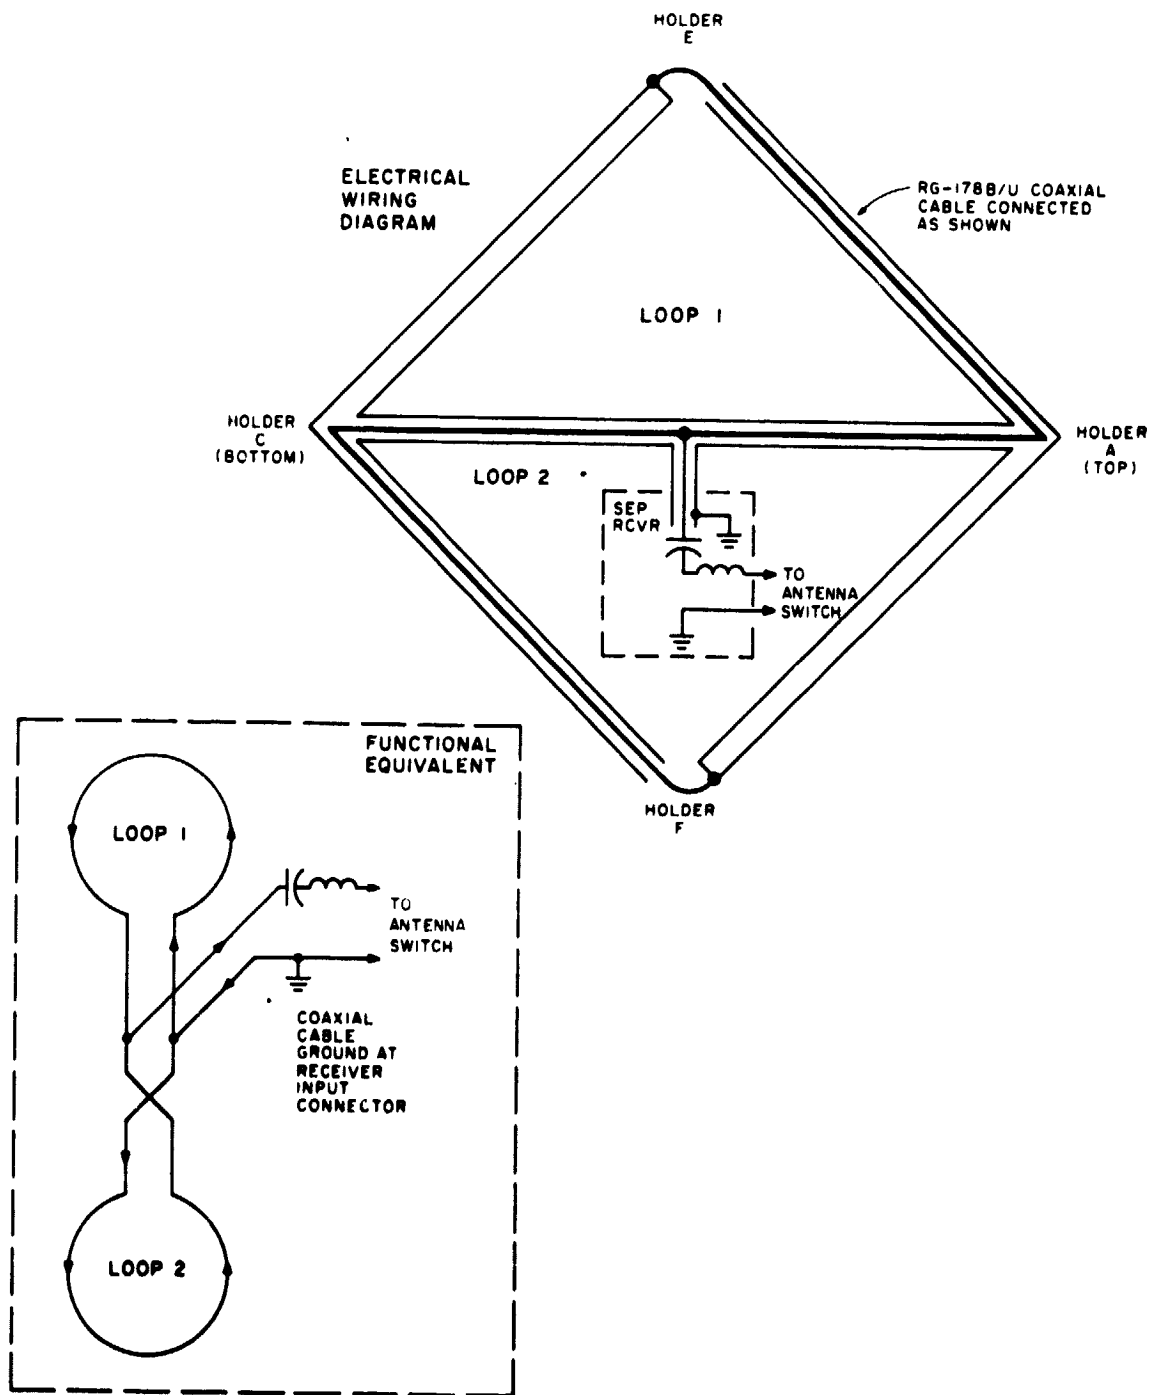 HOLDER
E
ELECTRICAL
WIRING
DIAGRAM
RG-178B/U COAXIAL
CABLE CONNECTED
AS SHOWN
LOOP 1
HOLDER
C
(BOTTOM)
HOLDER
A
(TOP)
LOOP 2
SEP
RCVR
TO
ANTENNA
SWITCH
HOLDER
F
FUNCTIONAL
EQUIVALENT
LOOP 1
TO
ANTENNA
SWITCH
COAXIAL
CABLE
GROUND AT
RECEIVER
INPUT
CONNECTOR
LOOP 2